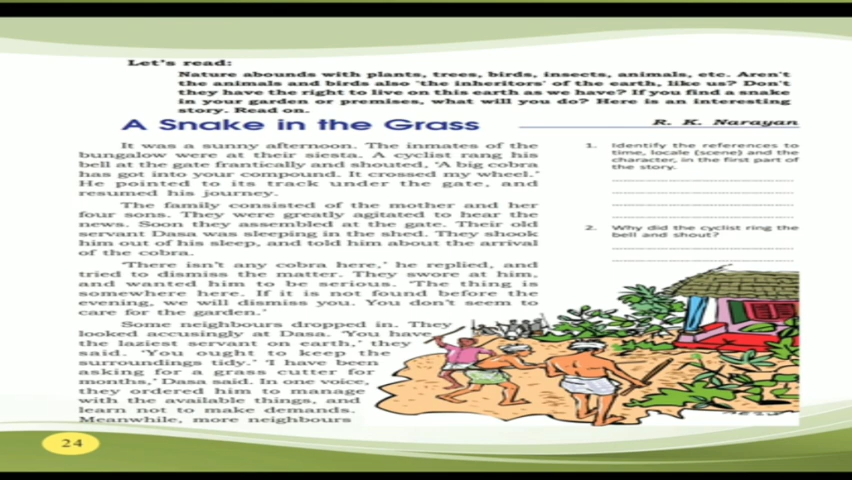 Let's read:
Nature abounds with plants, trees, birds, insects, animals, etc. Aren't
the animals and birds also 'the inheritors' of the earth, like us? Don't
they have the right to live on this earth as we have? If you find a snake
in your garden or premises, what will you do? Here is an interesting
story. Read on.
A Snake in the Grass
R. K. Narayan
It was a sunny afternoon. The inmates of the
bungalow were at their siesta. A cyclist rang his
bell at the gate frantically and shouted, 'A big cobra
has got into your compound. It crossed my wheel.'
He pointed to its track under the gate, and
resumed his journey.
The family consisted of the mother and her
four sons. They were greatly agitated to hear the
news. Soon they assembled at the gate. Their old
servant Dasa was sleeping in the shed. They shook
him out of his sleep, and told him about the arrival
of the cobra.
'There isn't any cobra here,' he replied, and
tried to dismiss the matter. They swore at him,
and wanted him to be serious. 'The thing is
somewhere here. If it is not found before the
evening, we will dismiss you. You don't seem to
care for the garden.'
Some neighbours dropped in. They
looked accusingly at Dasa. 'You have
the laziest servant on earth,' they
said. 'You ought to keep the
surroundings tidy.' 'I have been
asking for a grass cutter for
months,' Dasa said. In one voice,
they ordered him to manage
with the available things, and
learn not to make demands.
Meanwhile, more neighbours
1. Identify the references to
time, locale (scene) and the
character, in the first part of
the story.
2. Why did the cyclist ring the
bell and shout?
24